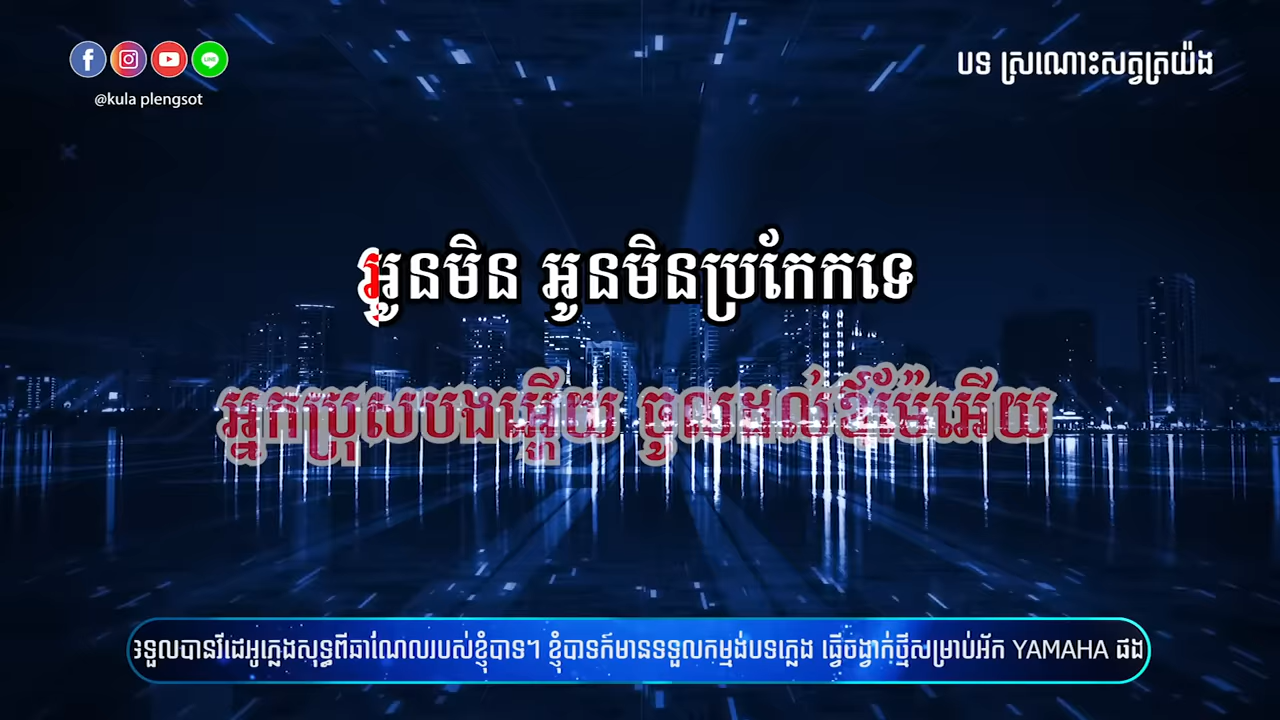 បទ ស្រណោះសត្វត្រយ៉ង
@kula plengsot
អូនមិន អូនមិនប្រកែកទេ
អ្នកប្រុសបងអ្ហើយ ចូលដល់ឪម៉ែអើយ
ទទួលបានវីដេអូភ្លេងសុទ្ធពីឆាណែលរបស់ខ្ញុំបាទ។ ខ្ញុំបាទក៍មានទទួលកម្មង់បទភ្លេង ធ្វើចង្វាក់ថ្មីសម្រាប់អ័ក YAMAHA ផង